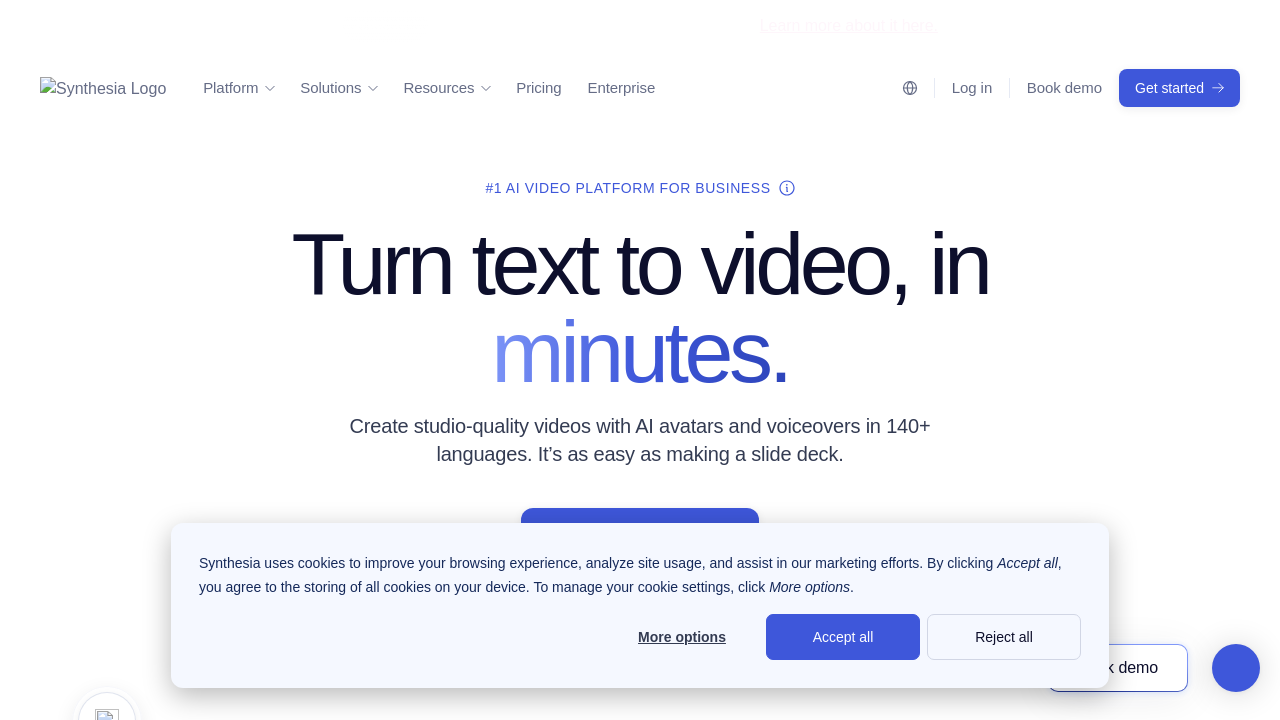 Learn more about it here.
Synthesia Logo
Platform
Solutions
Resources
Pricing
Enterprise
Log in
Book demo
Get started
#1 AI VIDEO PLATFORM FOR BUSINESS
Turn text to video, in
minutes.
Create studio-quality videos with AI avatars and voiceovers in 140+
languages. It’s as easy as making a slide deck.
Synthesia uses cookies to improve your browsing experience, analyze site usage, and assist in our marketing efforts. By clicking Accept all,
you agree to the storing of all cookies on your device. To manage your cookie settings, click More options.
More options
Accept all
Reject all
demo